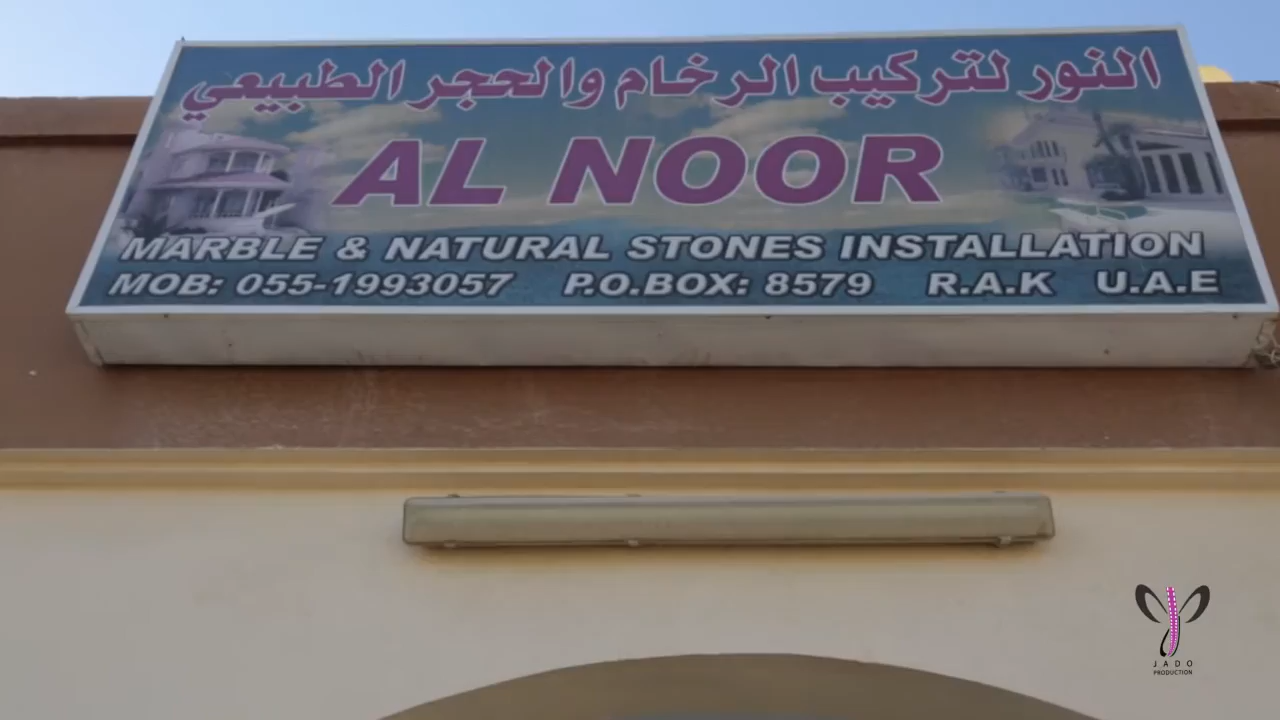 النور لتركيب الرخام والحجر الطبيعي
AL NOOR
MARBLE & NATURAL STONES INSTALLATION
MOB: 055-1993057 P.O.BOX: 8579 R.A.K U.A.E
JADO
PRODUCTION